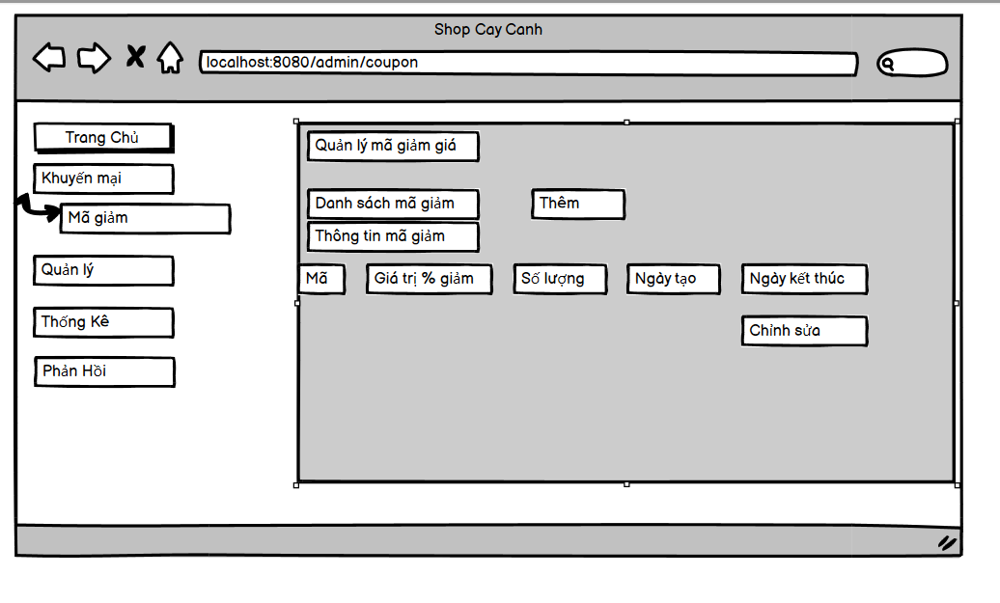 Shop Cay Canh
localhost:8080/admin/coupon
Trang Chủ
Khuyến mại
Mã giảm
Quản lý
Thống Kê
Phản Hồi
Quản lý mã giảm giá
Danh sách mã giảm
Thêm
Thông tin mã giảm
Mã
Giá trị % giảm
Số lượng
Ngày tạo
Ngày kết thúc
Chỉnh sửa